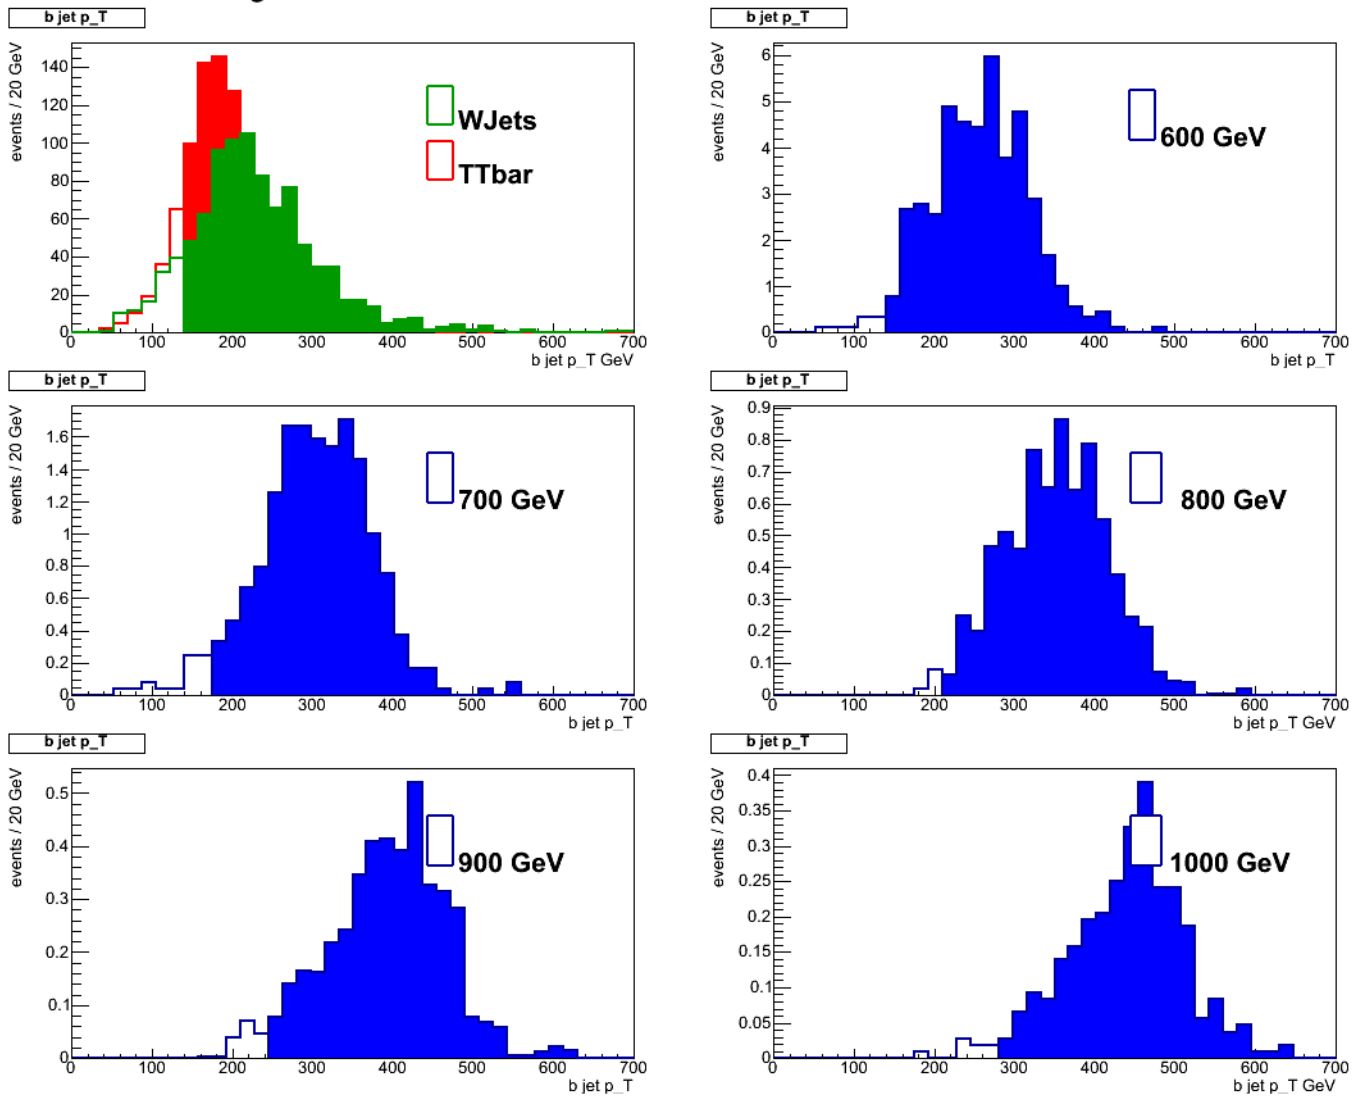 b jet p_T
events / 20 GeV
140
120
100
80
60
40
20
0
0 100 200 300 400 500 600 700
b jet p_T GeV
WJets
TTbar
b jet p_T
events / 20 GeV
6
5
4
3
2
1
0
0 100 200 300 400 500 600 700
b jet p_T
600 GeV
b jet p_T
events / 20 GeV
1.6
1.4
1.2
1
0.8
0.6
0.4
0.2
0
0 100 200 300 400 500 600 700
b jet p_T
700 GeV
b jet p_T
events / 20 GeV
0.9
0.8
0.7
0.6
0.5
0.4
0.3
0.2
0.1
0
0 100 200 300 400 500 600 700
b jet p_T GeV
800 GeV
b jet p_T
events / 20 GeV
0.5
0.4
0.3
0.2
0.1
0
0 100 200 300 400 500 600 700
b jet p_T
900 GeV
b jet p_T
events / 20 GeV
0.4
0.35
0.3
0.25
0.2
0.15
0.1
0.05
0
0 100 200 300 400 500 600 700
b jet p_T GeV
1000 GeV